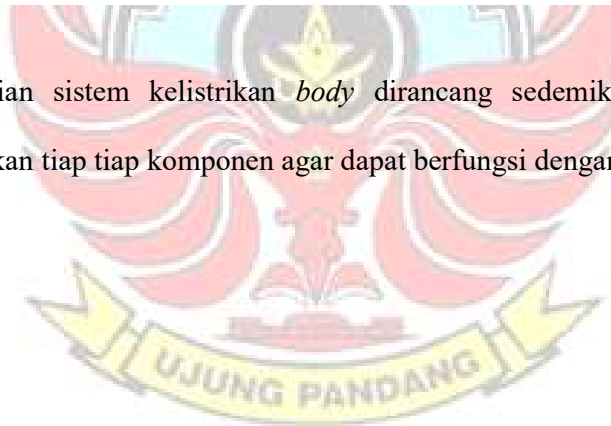 ian sistem kelistrikan body dirancang sedemik
kan tiap tiap komponen agar dapat berfungsi dengan
UJUNG PANDANG